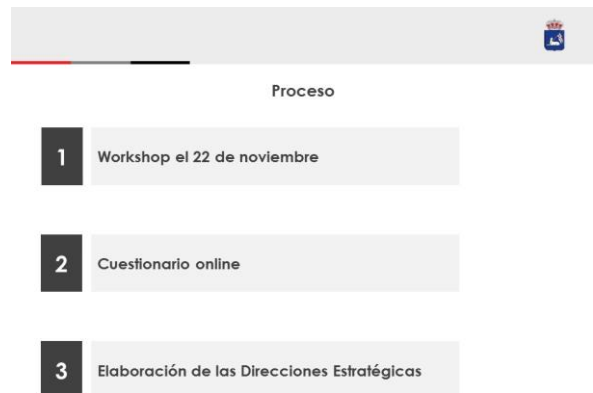 Proceso
1 Workshop el 22 de noviembre
2 Cuestionario online
3 Elaboración de las Direcciones Estratégicas